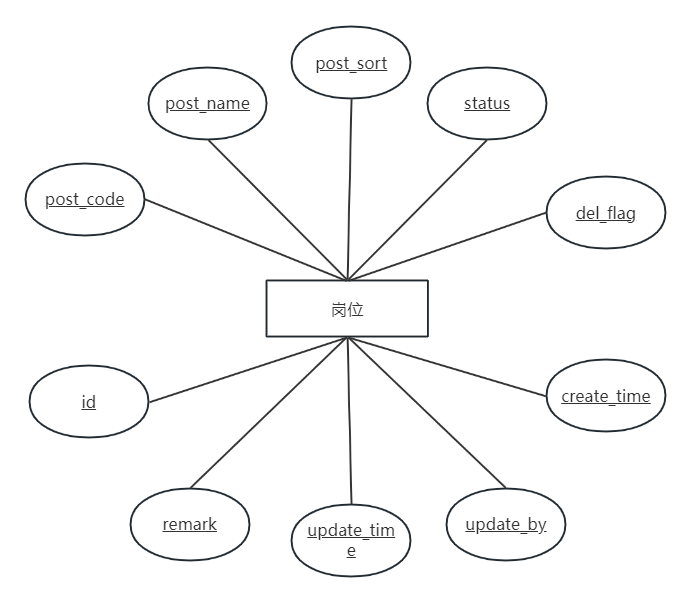 post_sort
post_name
status
post_code
del_flag
岗位
id
create_time
remark
update_tim
e
update_by